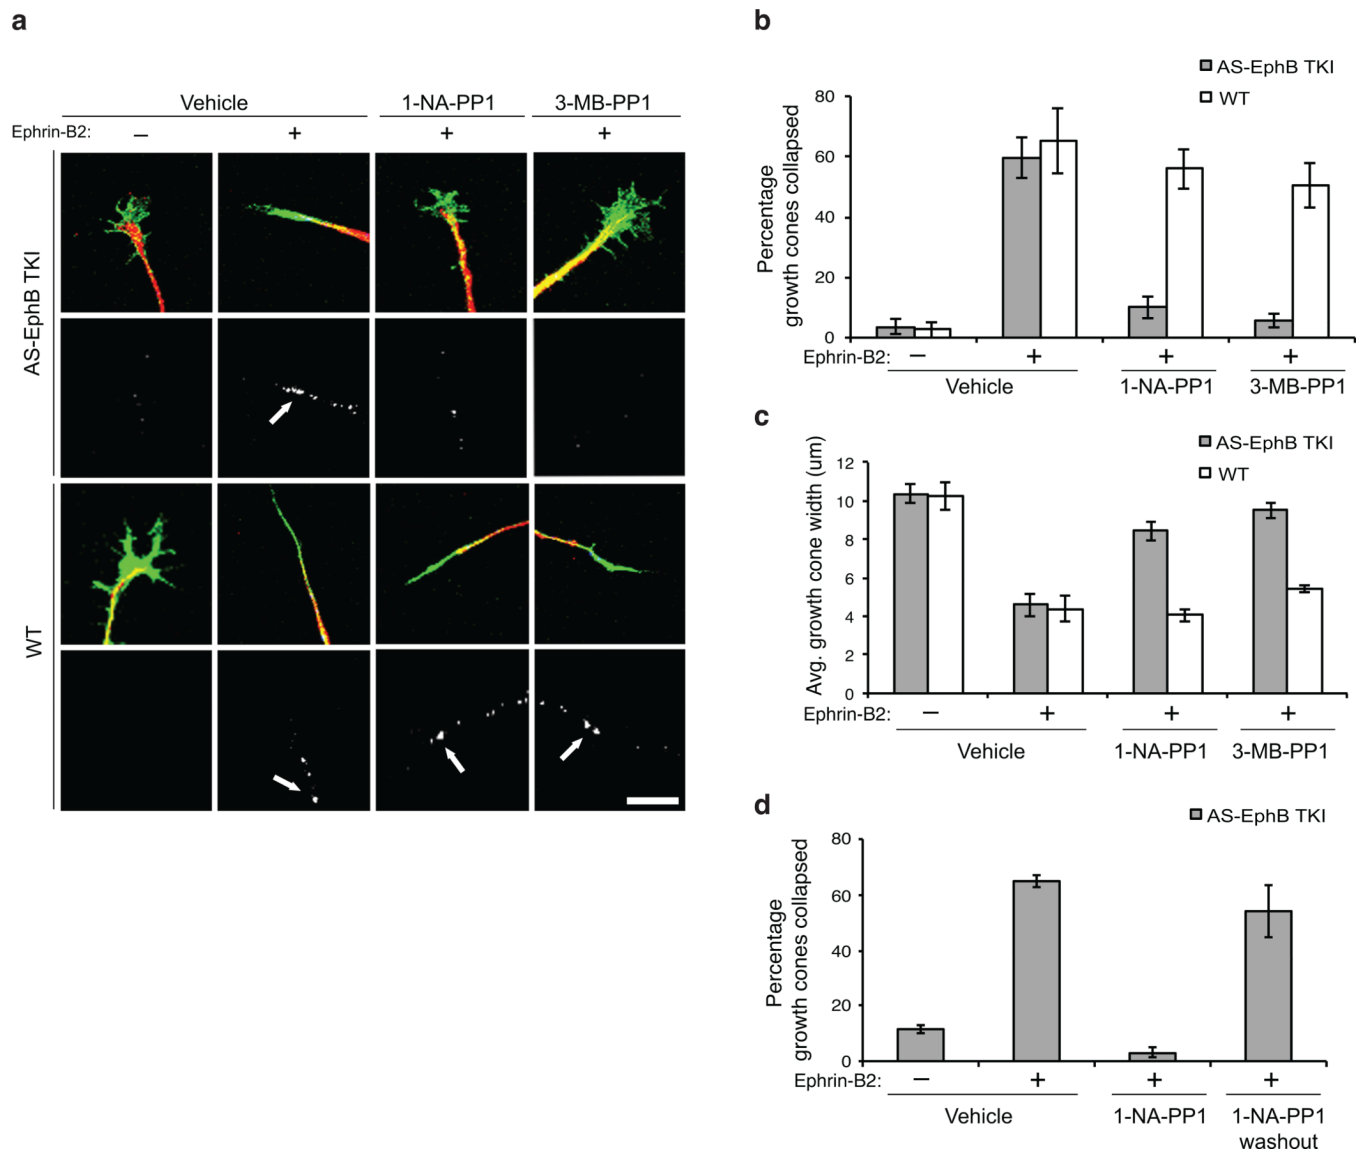 a
Vehicle 1-NA-PP1 3-MB-PP1
Ephrin-B2: – + + +
AS-EphB TKI
WT
b
AS-EphB TKI
WT
Percentage
growth cones collapsed
80
60
40
20
0
Ephrin-B2: – + + +
Vehicle 1-NA-PP1 3-MB-PP1
c
AS-EphB TKI
WT
Avg. growth cone width (um)
12
10
8
6
4
2
0
Ephrin-B2: – + + +
Vehicle 1-NA-PP1 3-MB-PP1
d
AS-EphB TKI
Percentage
growth cones collapsed
80
60
40
20
0
Ephrin-B2: – + + +
Vehicle 1-NA-PP1 1-NA-PP1
washout